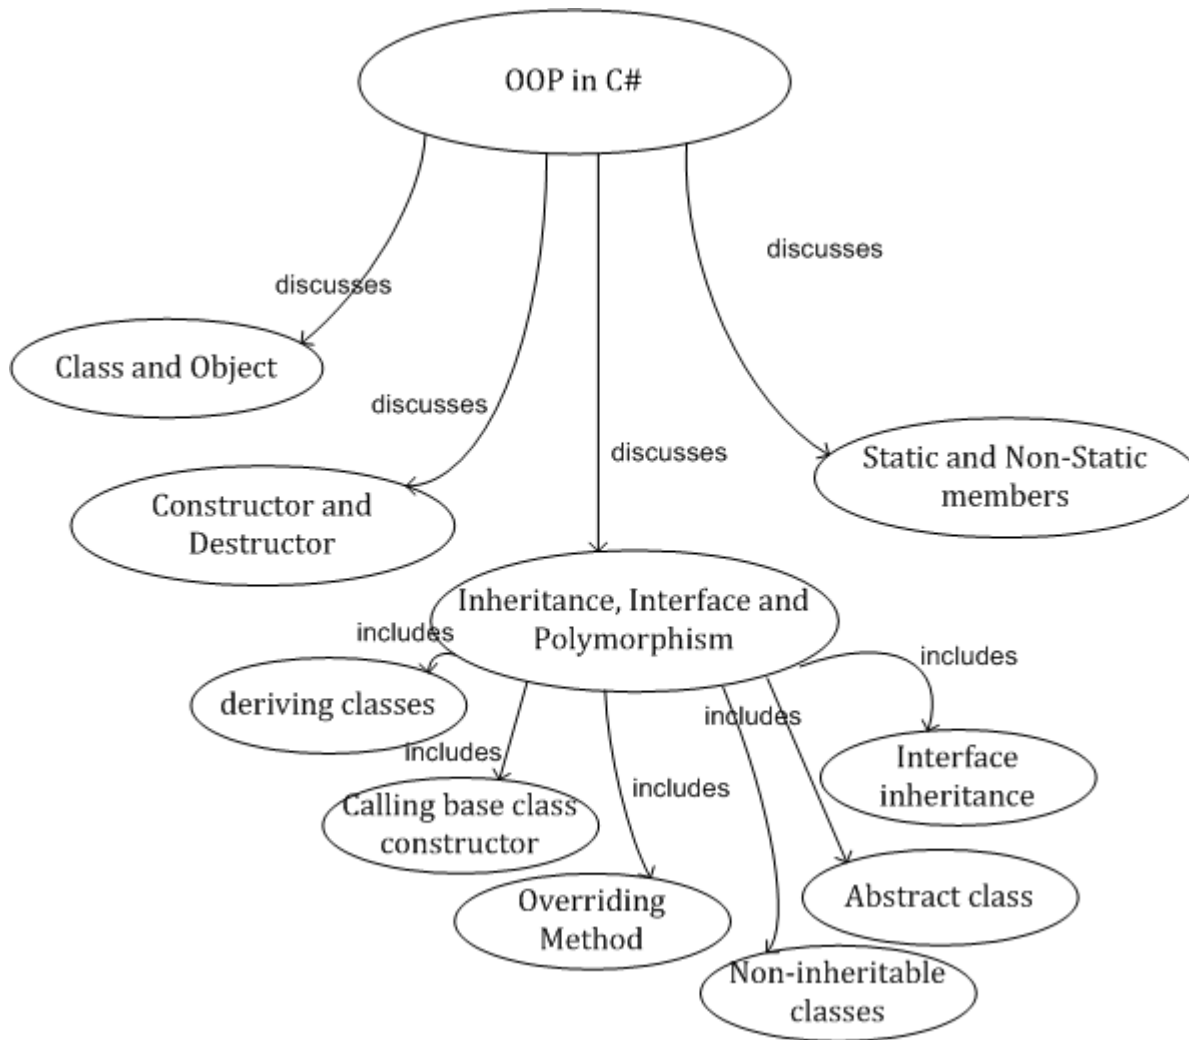 OOP in C#
discusses
discusses
Class and Object
discusses
discusses
Static and Non-Static
members
Constructor and
Destructor
Inheritance, Interface and
Polymorphism
includes
includes
deriving classes
includes
includes
includes
Interface
inheritance
Calling base class
constructor
Abstract class
Overriding
Method
Non-inheritable
classes